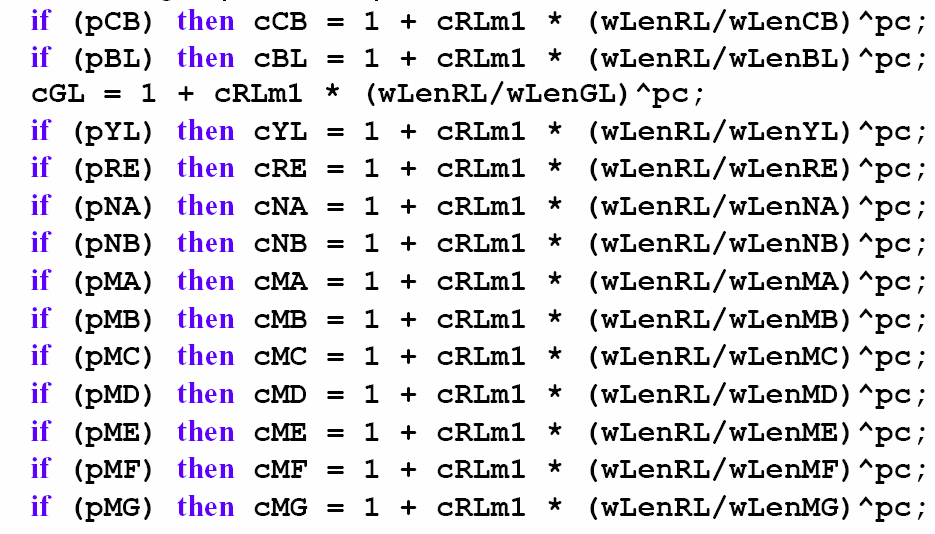 if (pCB) then cCB = 1 + cRLm1 * (wLenRL/wLenCB)^pc;
if (pBL) then cBL = 1 + cRLm1 * (wLenRL/wLenBL)^pc;
cGL = 1 + cRLm1 * (wLenRL/wLenGL)^pc;
if (pYL) then cYL = 1 + cRLm1 * (wLenRL/wLenYL)^pc;
if (pRE) then cRE = 1 + cRLm1 * (wLenRL/wLenRE)^pc;
if (pNA) then cNA = 1 + cRLm1 * (wLenRL/wLenNA)^pc;
if (pNB) then cNB = 1 + cRLm1 * (wLenRL/wLenNB)^pc;
if (pMA) then cMA = 1 + cRLm1 * (wLenRL/wLenMA)^pc;
if (pMB) then cMB = 1 + cRLm1 * (wLenRL/wLenMB)^pc;
if (pMC) then cMC = 1 + cRLm1 * (wLenRL/wLenMC)^pc;
if (pMD) then cMD = 1 + cRLm1 * (wLenRL/wLenMD)^pc;
if (pME) then cME = 1 + cRLm1 * (wLenRL/wLenME)^pc;
if (pMF) then cMF = 1 + cRLm1 * (wLenRL/wLenMF)^pc;
if (pMG) then cMG = 1 + cRLm1 * (wLenRL/wLenMG)^pc;